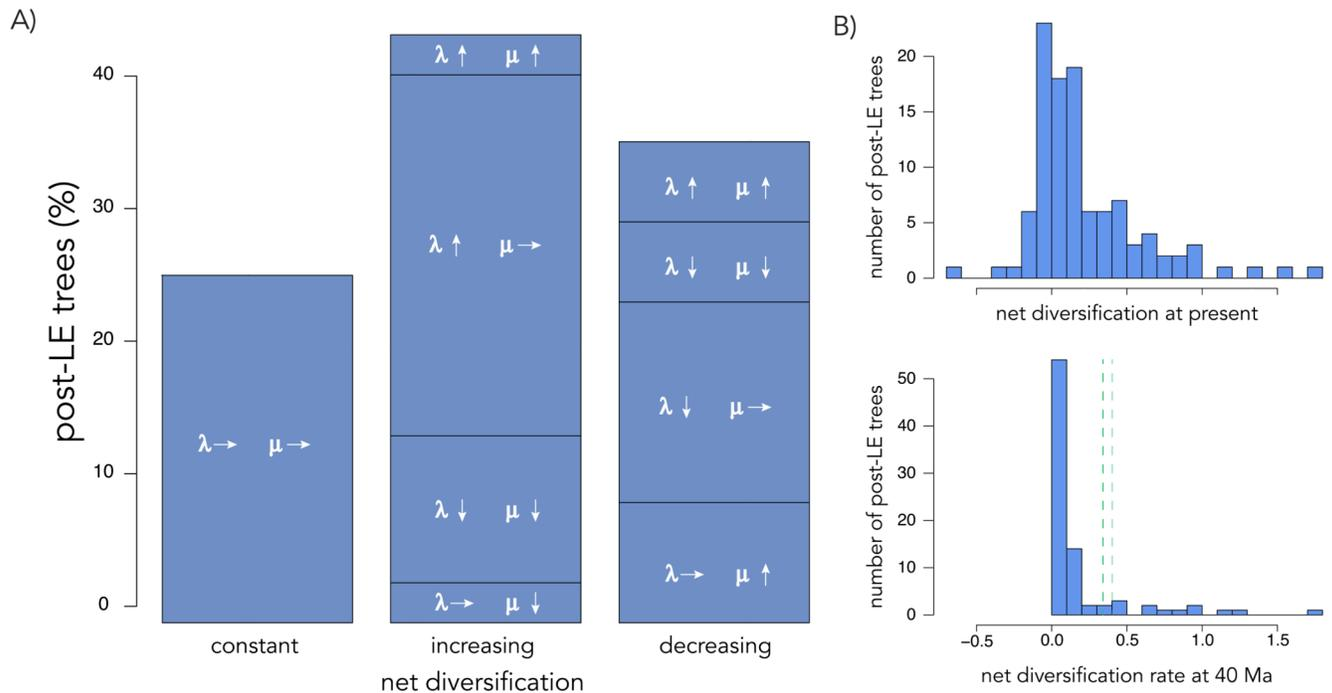 A)
post-LE trees (%)
40
30
20
10
0
λ→ μ→
λ↑ μ↑
λ↑ μ→
λ↓ μ↓
λ→ μ↓
λ↑ μ↑
λ↓ μ↓
λ↓ μ→
λ→ μ↑
constant increasing decreasing
net diversification
B)
number of post-LE trees
20
15
10
5
0
net diversification at present
number of post-LE trees
50
40
30
20
10
0
−0.5 0.0 0.5 1.0 1.5
net diversification rate at 40 Ma